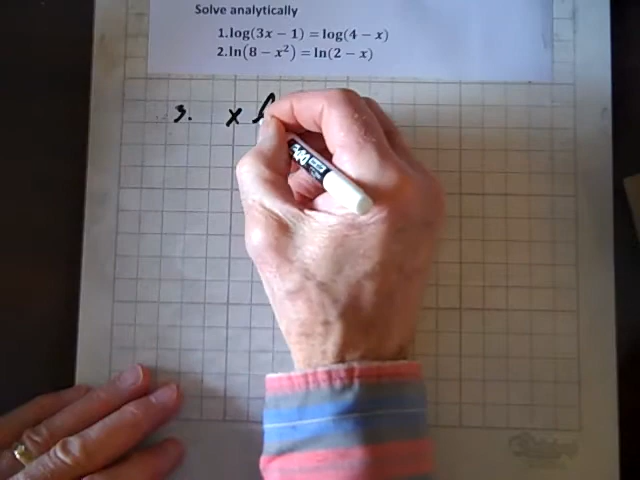 Solve analytically
1.log(3x − 1) = log(4 − x)
2.ln(8 − x²) = ln(2 − x)
3. x